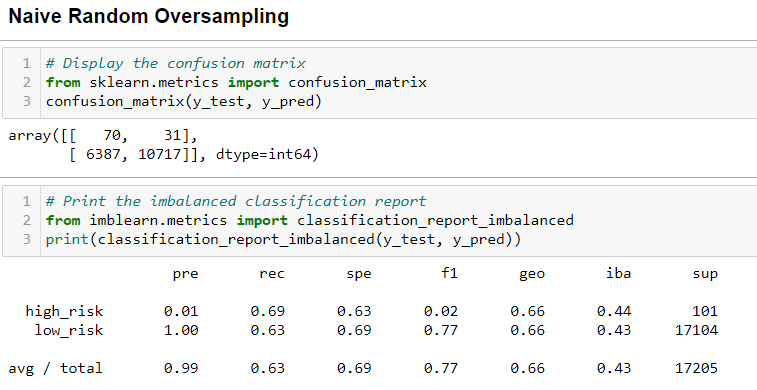 Naive Random Oversampling
1 # Display the confusion matrix
2 from sklearn.metrics import confusion_matrix
3 confusion_matrix(y_test, y_pred)
array([[   70,    31],
       [ 6387, 10717]], dtype=int64)
1 # Print the imbalanced classification report
2 from imblearn.metrics import classification_report_imbalanced
3 print(classification_report_imbalanced(y_test, y_pred))
pre rec spe f1 geo iba sup
high_risk 0.01 0.69 0.63 0.02 0.66 0.44 101
low_risk 1.00 0.63 0.69 0.77 0.66 0.43 17104
avg / total 0.99 0.63 0.69 0.77 0.66 0.43 17205